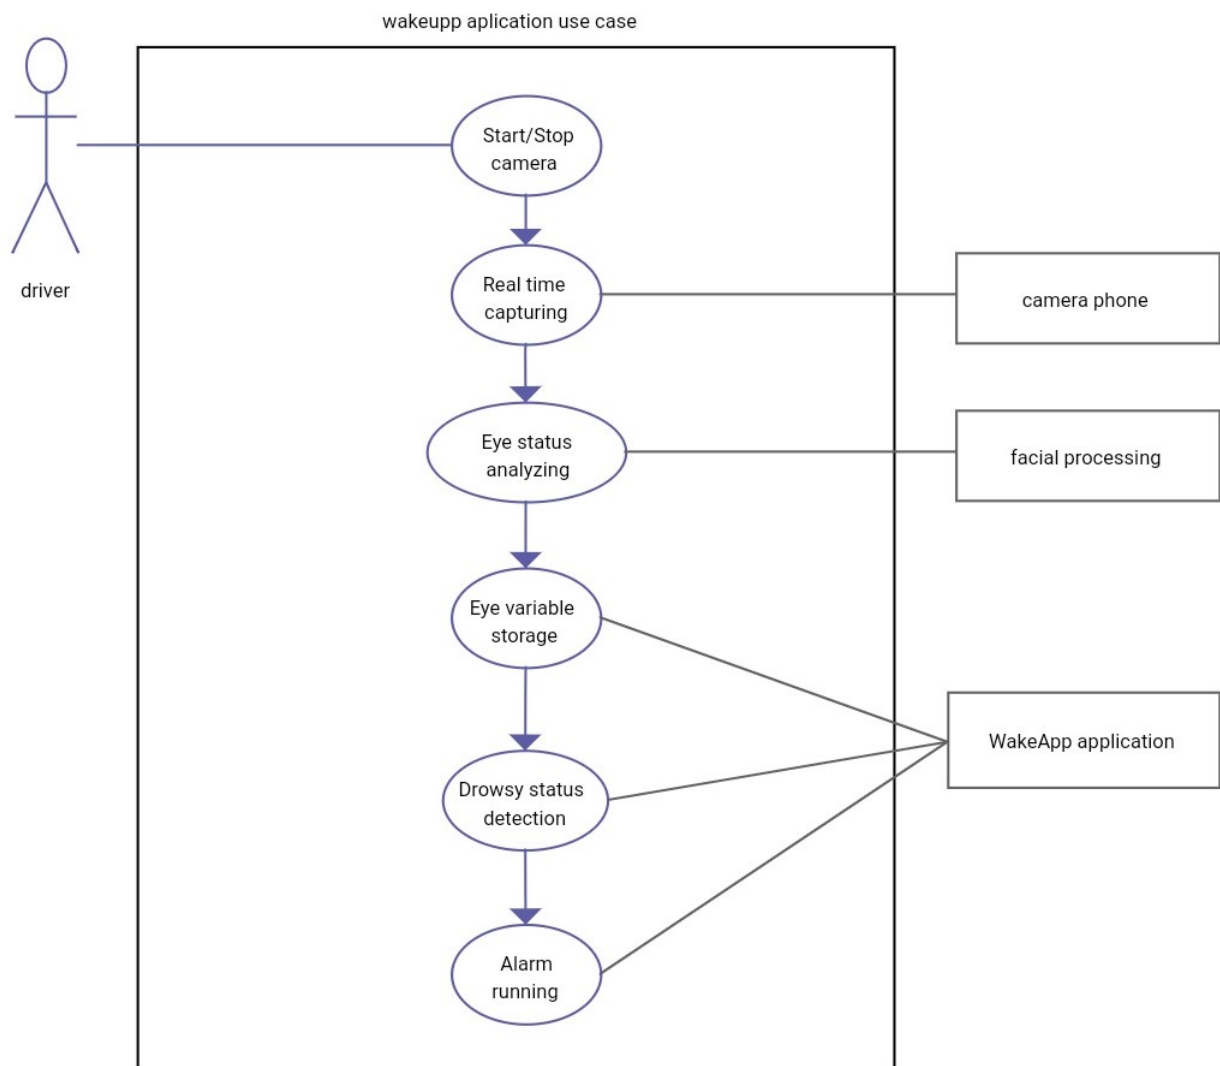 wakeupp aplication use case
Start/Stop
camera
driver
Real time
capturing
camera phone
Eye status
analyzing
facial processing
Eye variable
storage
WakeApp application
Drowsy status
detection
Alarm
running